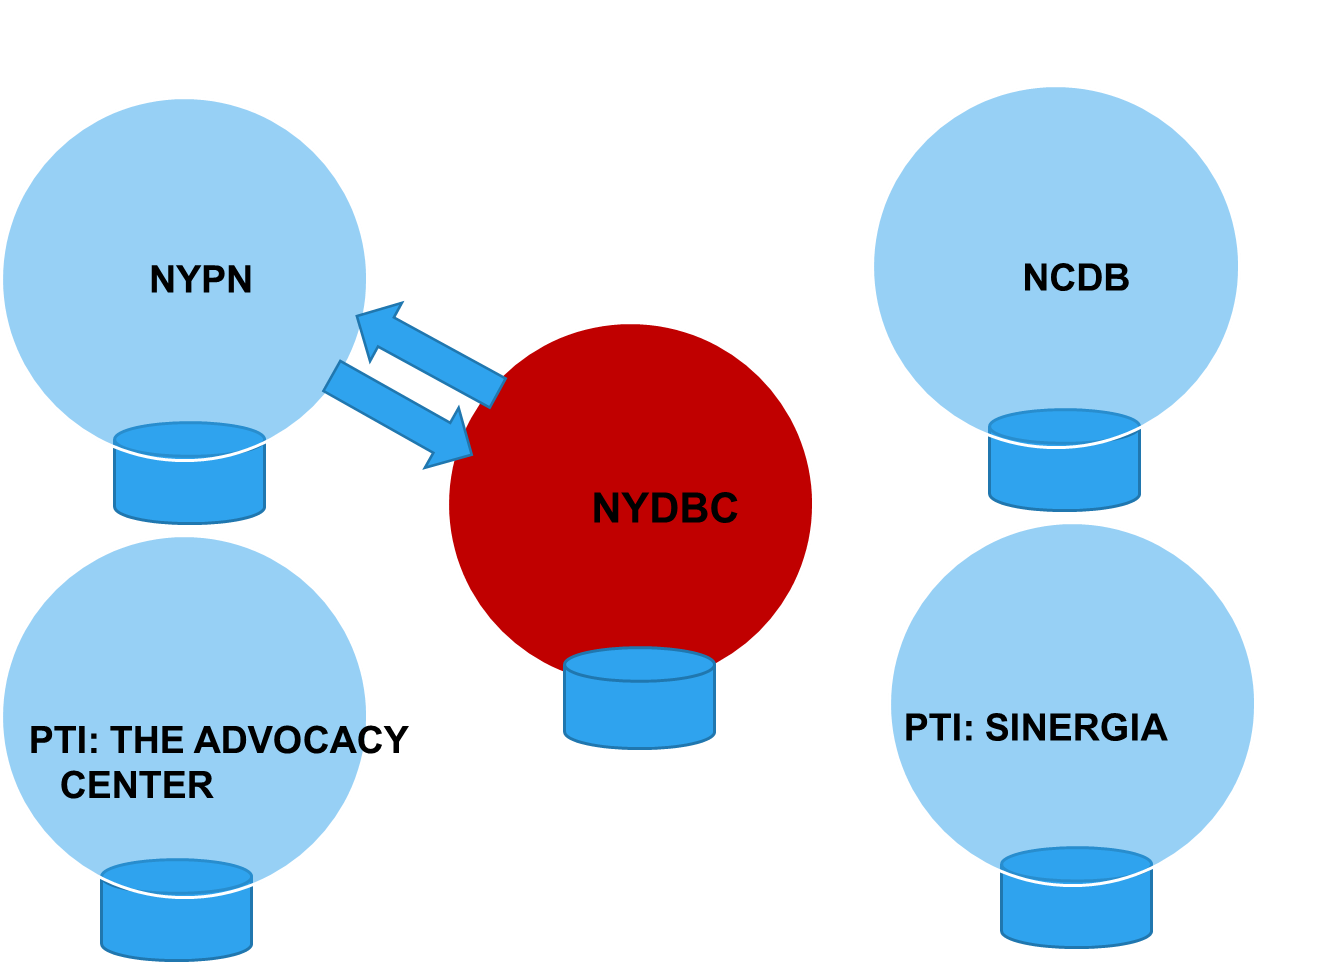 NYPN
NCDB
NYDBC
PTI: THE ADVOCACY
CENTER
PTI: SINERGIA